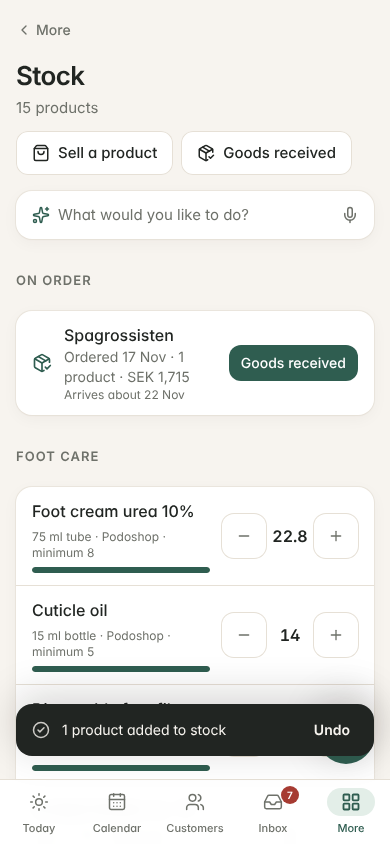 More
Stock
15 products
Sell a product
Goods received
What would you like to do?
ON ORDER
Spagrossisten
Ordered 17 Nov · 1
product · SEK 1,715
Arrives about 22 Nov
Goods received
FOOT CARE
Foot cream urea 10%
75 ml tube · Podoshop ·
minimum 8
22.8
Cuticle oil
15 ml bottle · Podoshop ·
minimum 5
14
1 product added to stock
Undo
Today
Calendar
Customers
7
Inbox
More